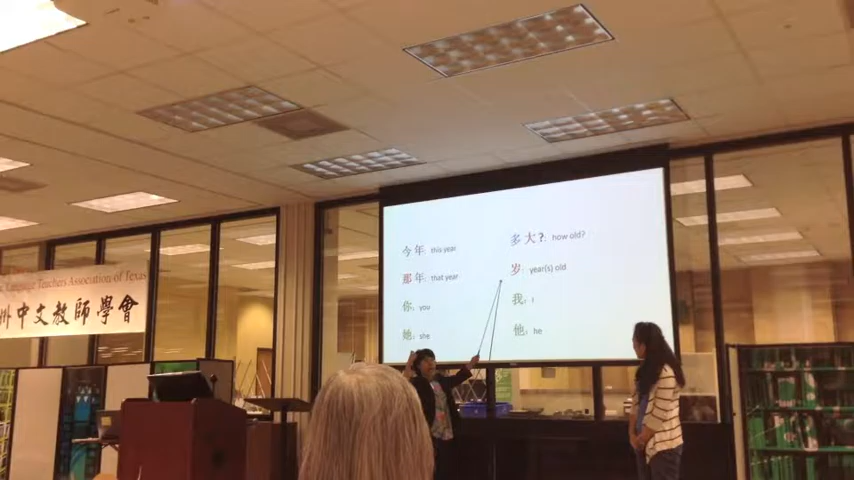 Language Teachers Association of Texas
州中文教師學會
今年: this year
那年: that year
你: you
她: she
多大?: how old?
岁: year(s) old
我: I
他: he